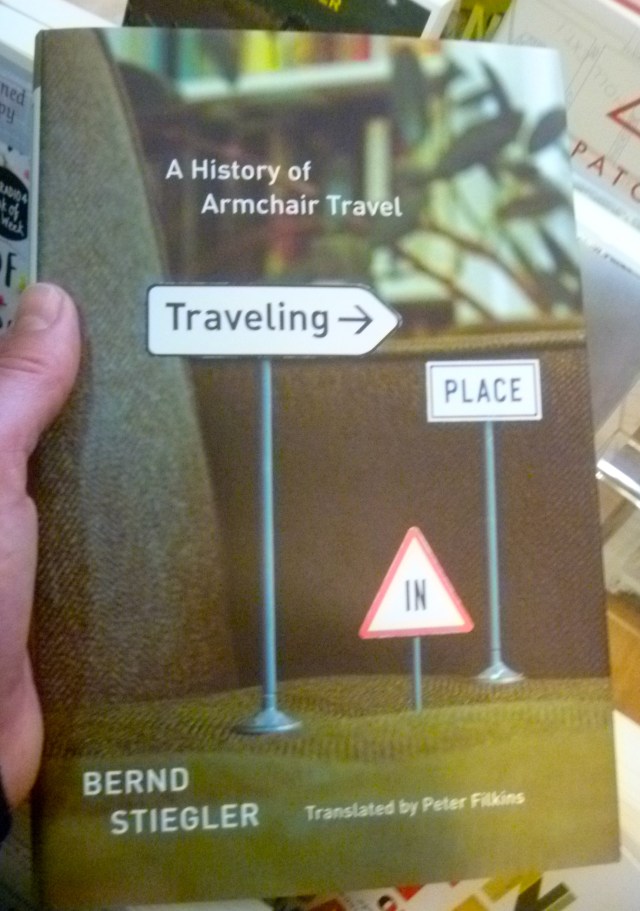 A History of
Armchair Travel
Traveling →
PLACE
IN
BERND
STIEGLER
Translated by Peter Filkins